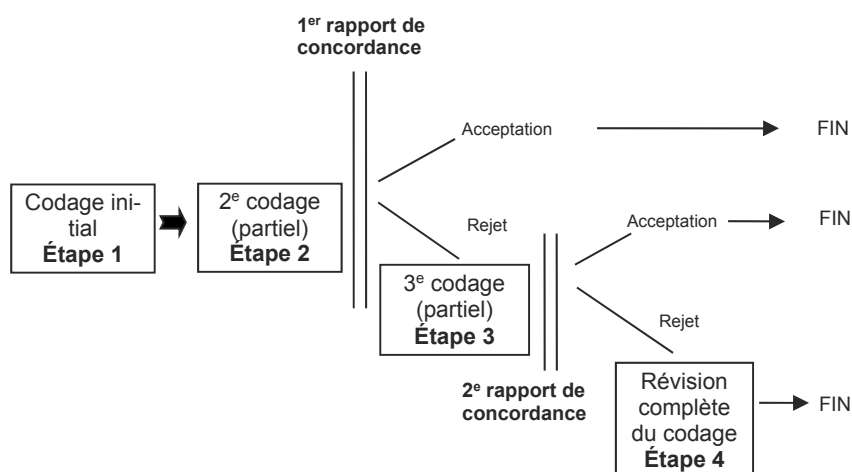 1er rapport de
concordance
Acceptation
FIN
Codage ini-
tial
Étape 1
2e codage
(partiel)
Étape 2
Rejet
Acceptation
FIN
3e codage
(partiel)
Étape 3
Rejet
2e rapport de
concordance
Révision
complète
du codage
Étape 4
FIN